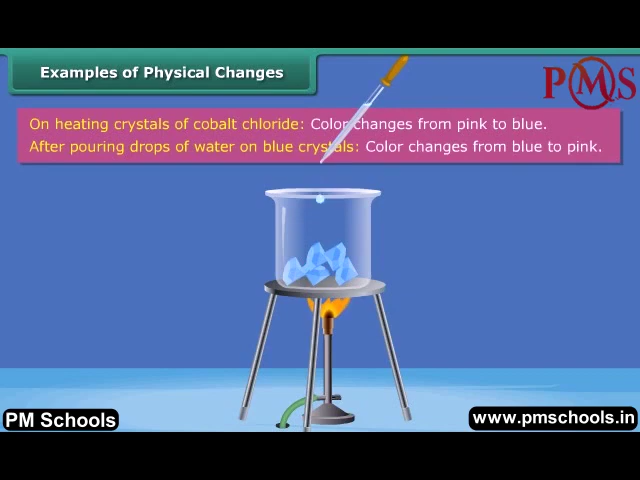 Examples of Physical Changes
PMS
On heating crystals of cobalt chloride: Color changes from pink to blue.
After pouring drops of water on blue crystals: Color changes from blue to pink.
PM Schools
www.pmschools.in